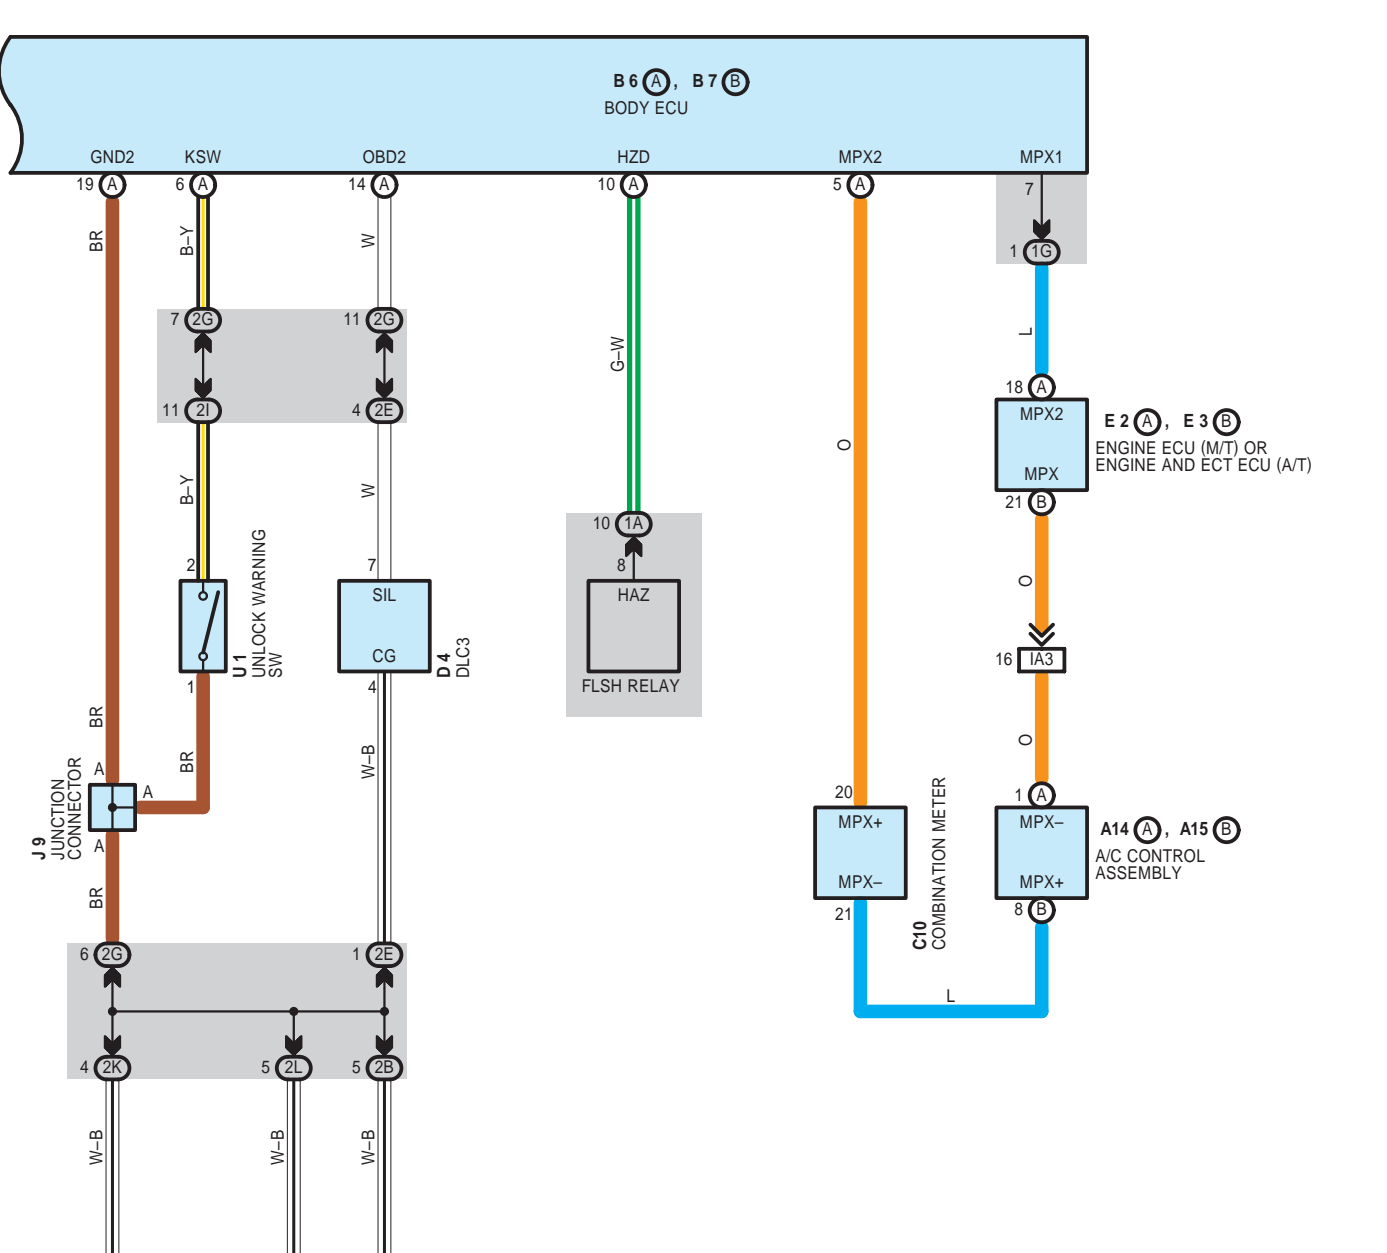 B 6 A , B 7 B
BODY ECU
GND2 KSW OBD2 HZD MPX2 MPX1
19 A 6 A 14 A 10 A 5 A 7
BR B–Y W
1 1G
7 2G 11 2G
L
G–W
18 A
11 2I 4 2E
MPX2
E 2 A , E 3 B
O
ENGINE ECU (M/T) OR
ENGINE AND ECT ECU (A/T)
MPX
B–Y W
21 B
10 1A
2 7 8
O
SIL HAZ
U 1
UNLOCK WARNING
SW
CG
D 4
DLC3
16 IA3
1 4
FLSH RELAY
BR BR W–B
O
A A
J 9
JUNCTION
CONNECTOR
A
20 1 A
MPX+ MPX–
A14 A , A15 B
A/C CONTROL
ASSEMBLY
MPX– MPX+
C10
COMBINATION METER
BR
21 8 B
6 2G 1 2E
L
4 2K 5 2L 5 2B
W–B W–B W–B